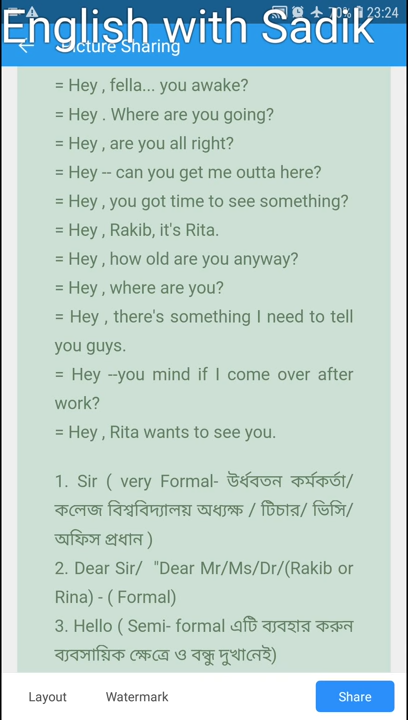 English with Sadik
70% 23:24
Picture Sharing
= Hey , fella... you awake?
= Hey . Where are you going?
= Hey , are you all right?
= Hey -- can you get me outta here?
= Hey , you got time to see something?
= Hey , Rakib, it's Rita.
= Hey , how old are you anyway?
= Hey , where are you?
= Hey , there's something I need to tell
you guys.
= Hey --you mind if I come over after
work?
= Hey , Rita wants to see you.
1. Sir ( very Formal- উর্ধবতন কর্মকর্তা/
কলেজ বিশ্ববিদ্যালয় অধ্যক্ষ / টিচার/ ভিসি/
অফিস প্রধান )
2. Dear Sir/ "Dear Mr/Ms/Dr/(Rakib or
Rina) - ( Formal)
3. Hello ( Semi- formal এটি ব্যবহার করুন
ব্যবসায়িক ক্ষেত্রে ও বন্ধু দুখানেই)
Layout Watermark Share